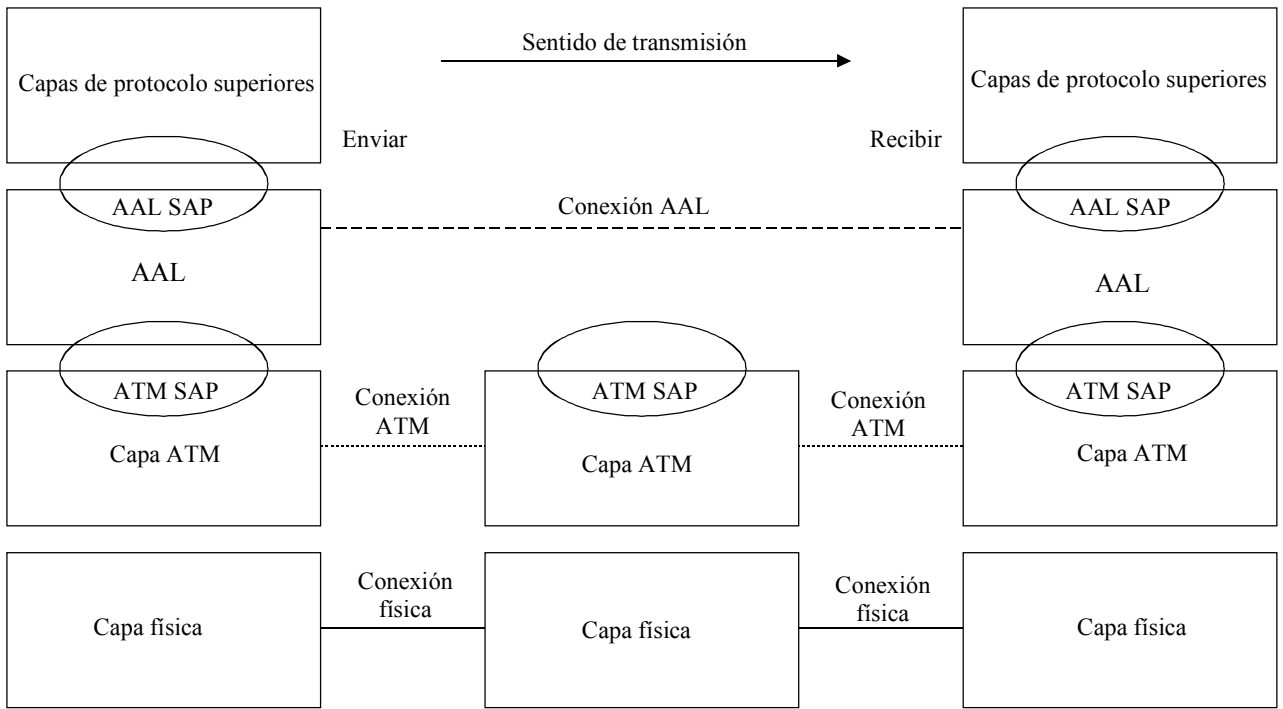 Sentido de transmisión
Capas de protocolo superiores
Capas de protocolo superiores
Enviar
Recibir
AAL SAP
Conexión AAL
AAL SAP
AAL
AAL
ATM SAP
Conexión
ATM
ATM SAP
Conexión
ATM
ATM SAP
Capa ATM
Capa ATM
Capa ATM
Conexión
física
Conexión
física
Capa física
Capa física
Capa física